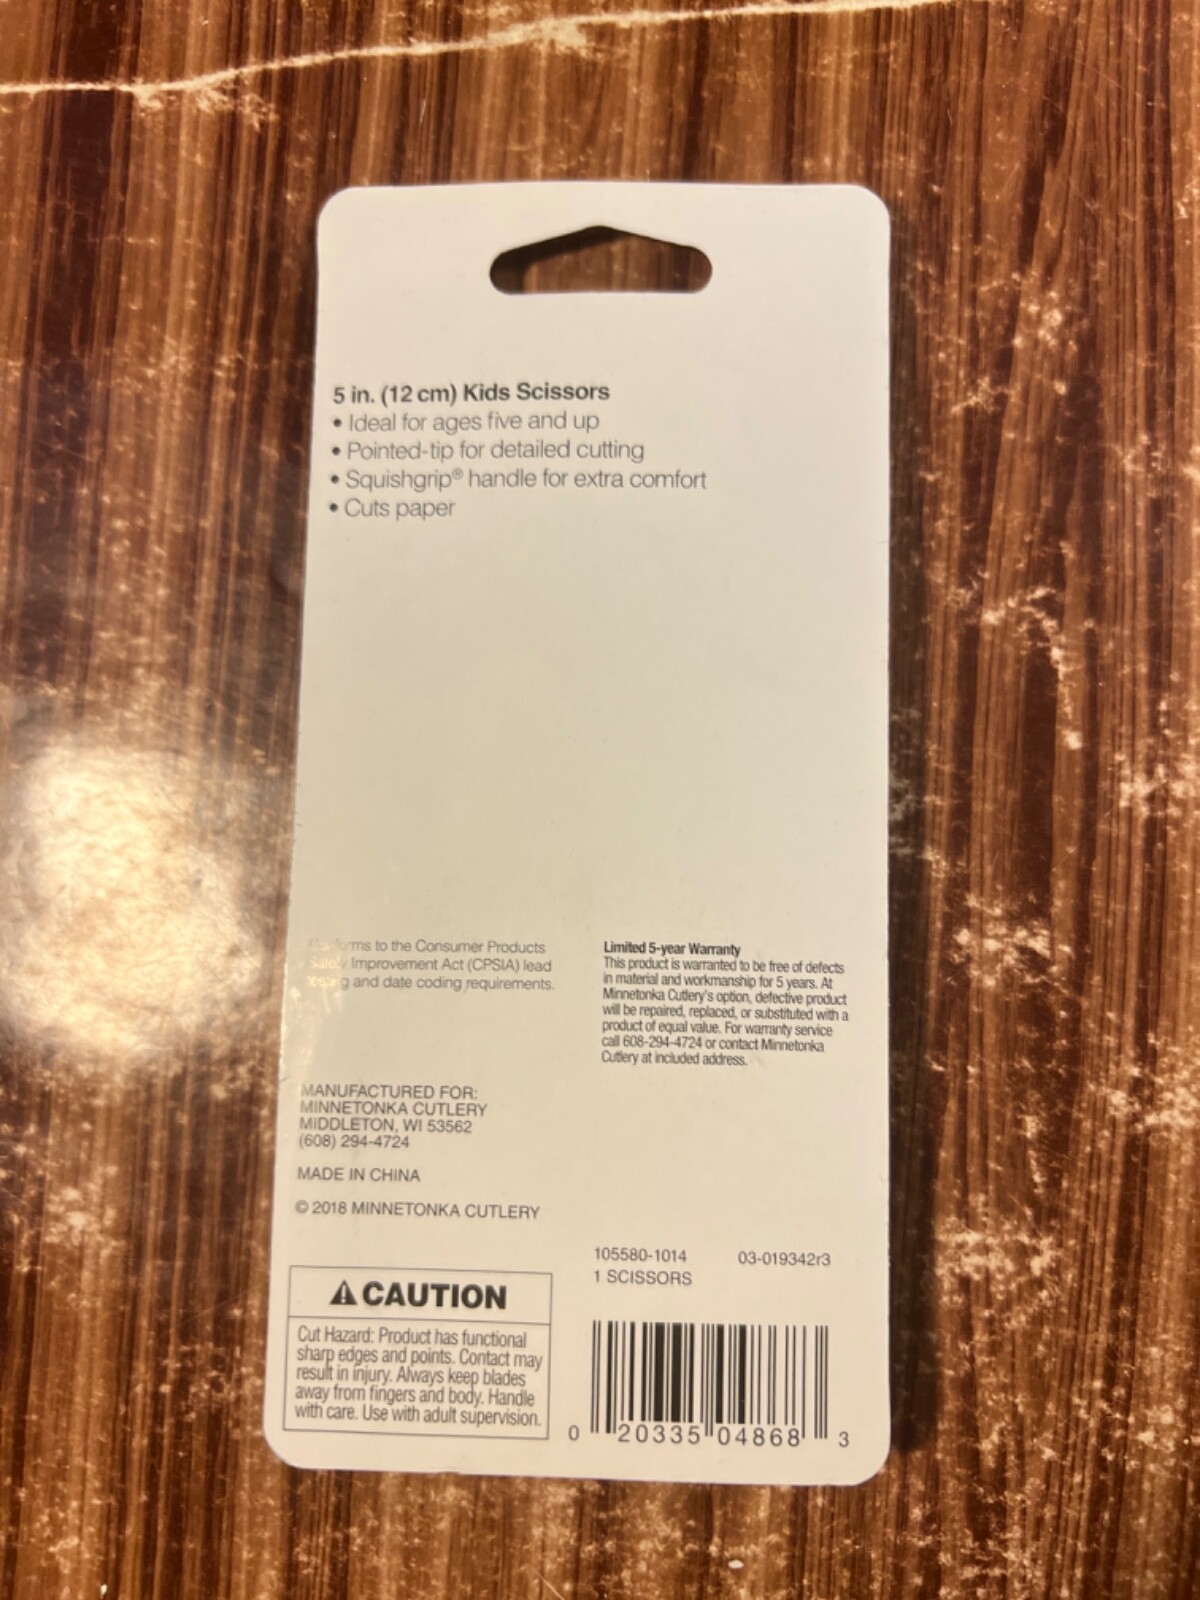 5 in. (12 cm) Kids Scissors
• Ideal for ages five and up
• Pointed-tip for detailed cutting
• Squishgrip® handle for extra comfort
• Cuts paper
to the Consumer Products
Improvement Act (CPSIA) lead
and date coding requirements.
Limited 5-year Warranty
This product is warranted to be free of defects
in material and workmanship for 5 years. At
Minnetonka Cutlery's option, defective product
will be repaired, replaced, or substituted with a
product of equal value. For warranty service
call 608-294-4724 or contact Minnetonka
Cutlery at included address.
MANUFACTURED FOR:
MINNETONKA CUTLERY
MIDDLETON, WI 53562
(608) 294-4724
MADE IN CHINA
© 2018 MINNETONKA CUTLERY
105580-1014 03-019342r3
1 SCISSORS
⚠ CAUTION
Cut Hazard: Product has functional
sharp edges and points. Contact may
result in injury. Always keep blades
away from fingers and body. Handle
with care. Use with adult supervision.
0 20335 04868 3